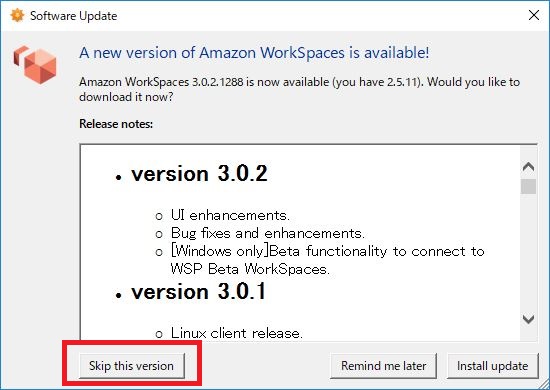 Software Update
A new version of Amazon WorkSpaces is available!
Amazon WorkSpaces 3.0.2.1288 is now available (you have 2.5.11). Would you like to
download it now?
Release notes:
• version 3.0.2
○ UI enhancements.
○ Bug fixes and enhancements.
○ [Windows only]Beta functionality to connect to
WSP Beta WorkSpaces.
• version 3.0.1
○ Linux client release.
Skip this version
Remind me later
Install update